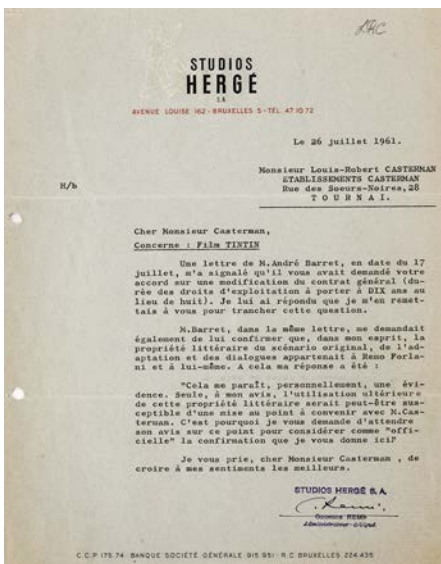 LRC
STUDIOS
HERGÉ
S.A
AVENUE LOUISE 162 - BRUXELLES 5 - TÉL. 47.10.72
Le 26 juillet 1961.
Monsieur Louis-Robert CASTERMAN
ETABLISSEMENTS CASTERMAN
Rue des Soeurs-Noires,28
T O U R N A I.
H/b
Cher Monsieur Casterman,
Concerne : Film TINTIN
Une lettre de M.André Barret, en date du 17
juillet, m'a signalé qu'il vous avait demandé votre
accord sur une modification du contrat général (du-
rée des droits d'exploitation à porter à DIX ans au
lieu de huit). Je lui ai répondu que je m'en remet-
tais à vous pour trancher cette question.
M.Barret, dans la même lettre, me demandait
également de lui confirmer que, dans mon esprit, la
propriété littéraire du scénario original, de l'ada-
ptation et des dialogues appartenait à Remo Forla-
ni et à lui-même. A cela ma réponse a été :
"Cela me paraît, personnellement, une évi-
dence. Seule, à mon avis, l'utilisation ultérieure
de cette propriété littéraire serait peut-être sus-
ceptible d'une mise au point à convenir avec M.Cas-
terman. C'est pourquoi je vous demande d'attendre
son avis sur ce point pour considérer comme "offi-
cielle" la confirmation que je vous donne ici"
Je vous prie, cher Monsieur Casterman , de
croire à mes sentiments les meilleurs.
STUDIOS HERGÉ S.A.
Georges REMI
Administrateur-délégué
C.C.P 175.74 BANQUE SOCIÉTÉ GÉNÉRALE 915.951 - R.C BRUXELLES 224.435